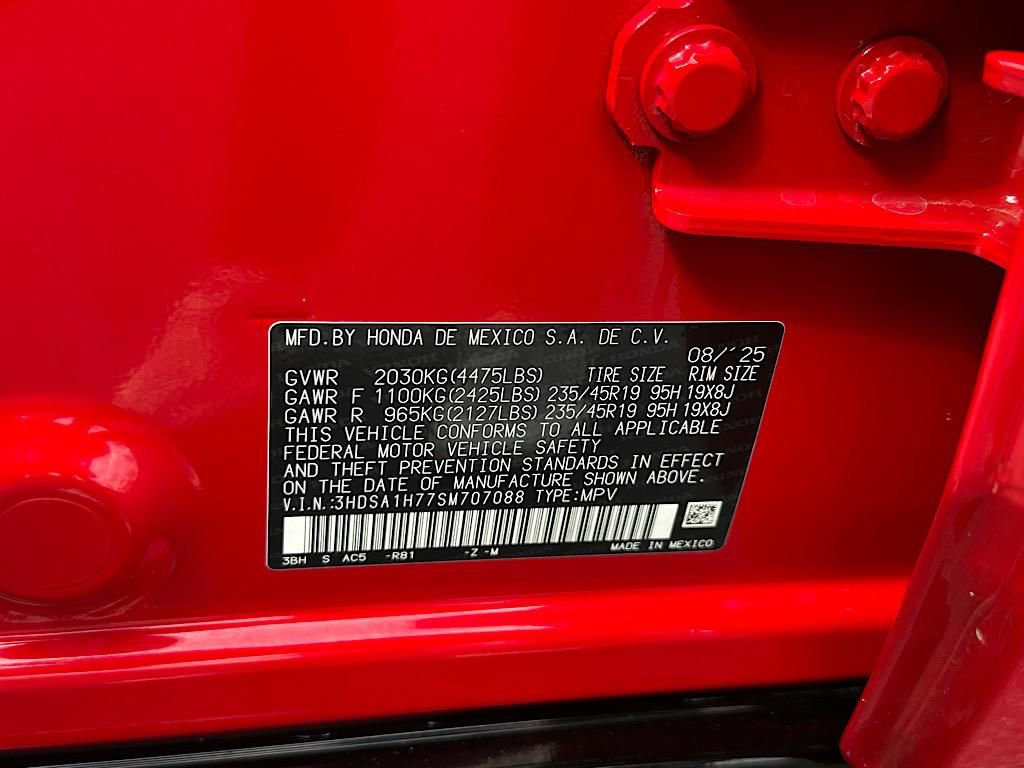 MFD.BY HONDA DE MEXICO S.A. DE C.V.
08/'25
GVWR 2030KG(4475LBS) TIRE SIZE RIM SIZE
GAWR F 1100KG(2425LBS) 235/45R19 95H 19X8J
GAWR R 965KG(2127LBS) 235/45R19 95H 19X8J
THIS VEHICLE CONFORMS TO ALL APPLICABLE
FEDERAL MOTOR VEHICLE SAFETY
AND THEFT PREVENTION STANDARDS IN EFFECT
ON THE DATE OF MANUFACTURE SHOWN ABOVE.
V.I.N.:3HDSA1H77SM707088 TYPE:MPV
3BH S AC5 -R81 -Z -M MADE IN MEXICO